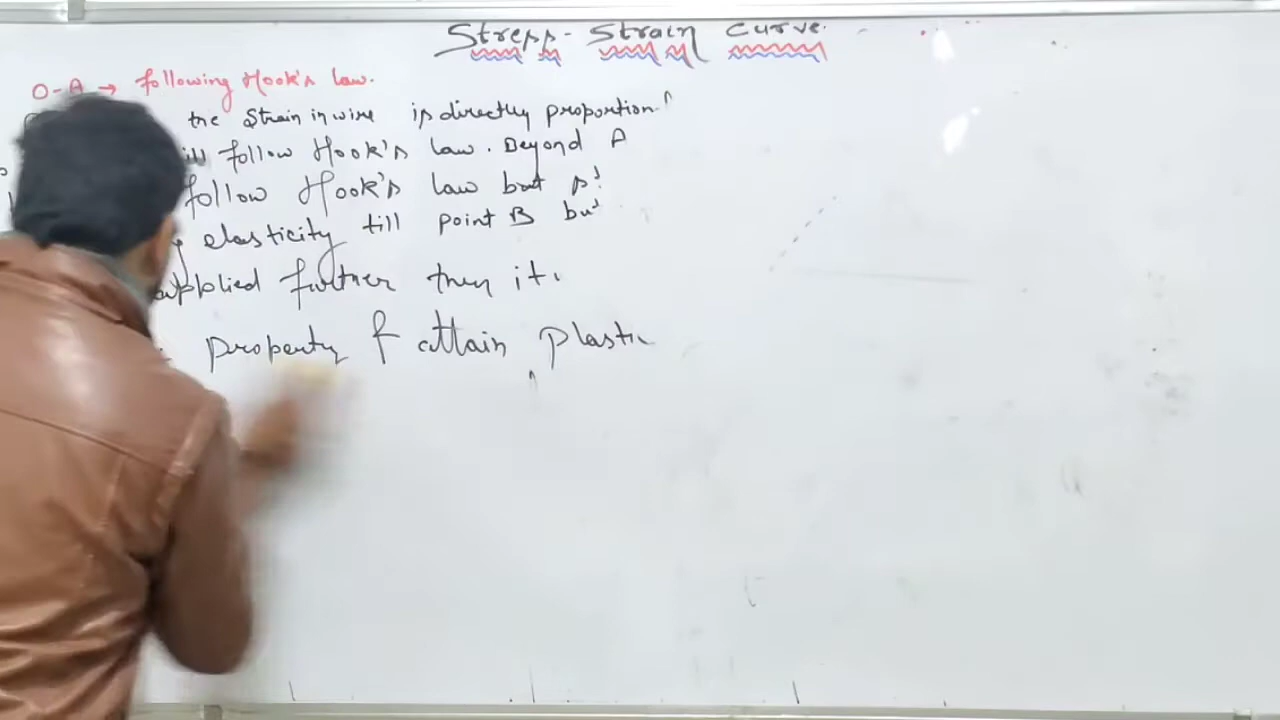 Stress-Strain Curve.
O-A → following Hook's law.
the strain in wire is directly proportion
ill follow Hook's law. Beyond A
follow Hook's law but
elasticity till point B but
applied further then it
property & attain plastic